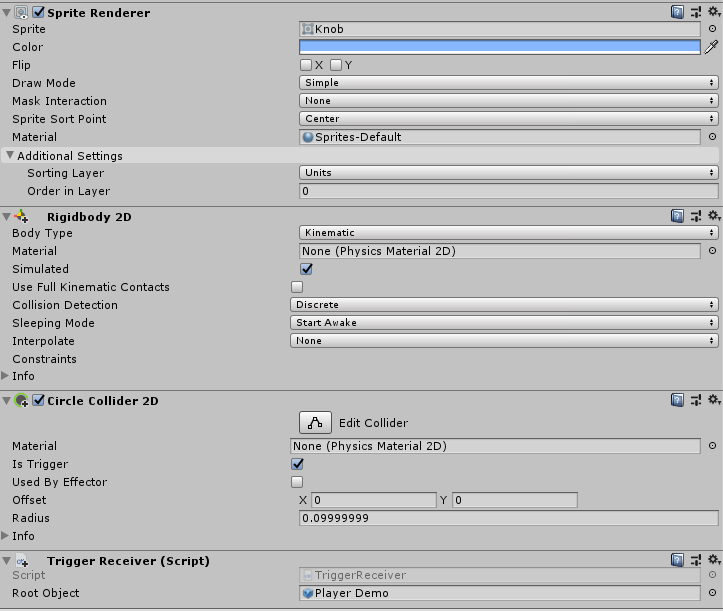 Sprite Renderer
Sprite Knob
Color
Flip X Y
Draw Mode Simple
Mask Interaction None
Sprite Sort Point Center
Material Sprites-Default
Additional Settings
Sorting Layer Units
Order in Layer 0
Rigidbody 2D
Body Type Kinematic
Material None (Physics Material 2D)
Simulated
Use Full Kinematic Contacts
Collision Detection Discrete
Sleeping Mode Start Awake
Interpolate None
Constraints
Info
Circle Collider 2D
Edit Collider
Material None (Physics Material 2D)
Is Trigger
Used By Effector
Offset X 0 Y 0
Radius 0.09999999
Info
Trigger Receiver (Script)
Script TriggerReceiver
Root Object Player Demo